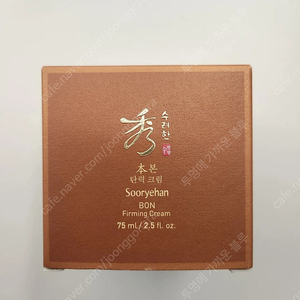 秀 수려한
本본
탄력 크림
Sooryehan
BON
Firming Cream
75 ml / 2.5 fl. oz.